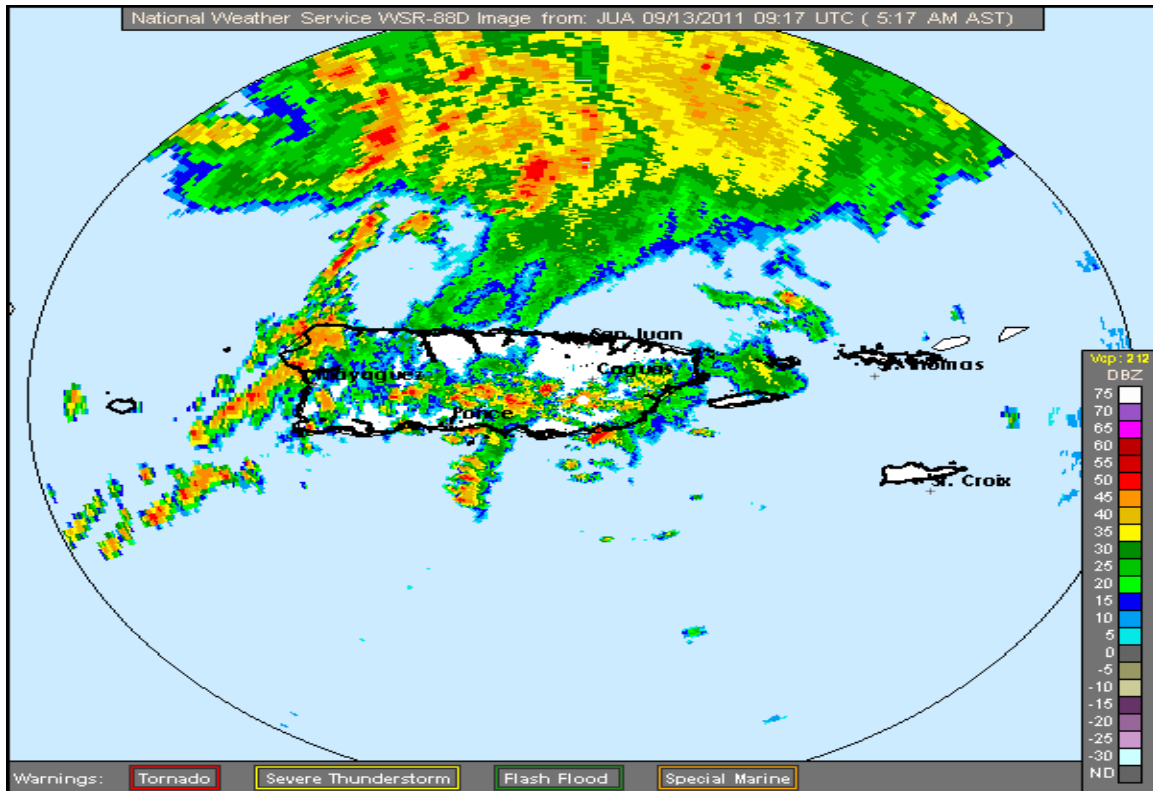 National Weather Service WSR-88D Image from: JUA 09/13/2011 09:17 UTC ( 5:17 AM AST)
San Juan
St. Thomas
Mayaguez
Caguas
Ponce
St. Croix
Vcp: 212
DBZ
75
70
65
60
55
50
45
40
35
30
25
20
15
10
5
0
-5
-10
-15
-20
-25
-30
ND
Warnings: Tornado Severe Thunderstorm Flash Flood Special Marine